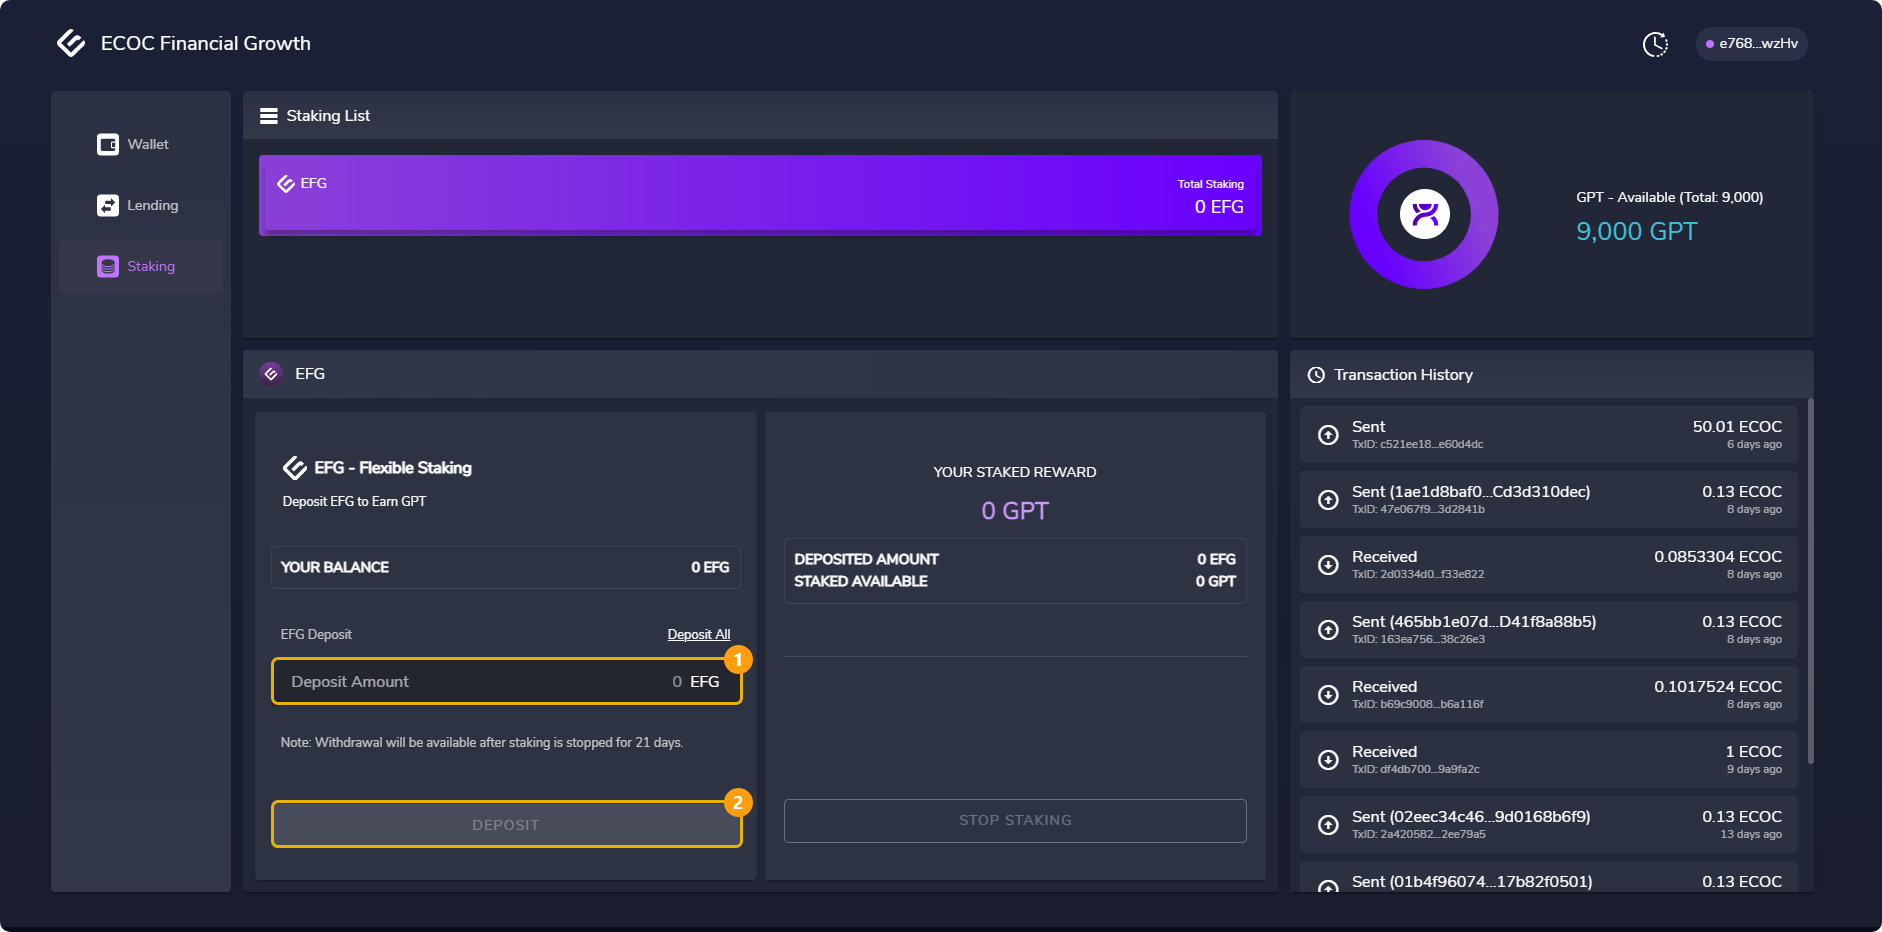 ECOC Financial Growth
e768...wzHv
Wallet
Lending
Staking
Staking List
EFG
Total Staking
0 EFG
GPT - Available (Total: 9,000)
9,000 GPT
EFG
EFG - Flexible Staking
Deposit EFG to Earn GPT
YOUR BALANCE 0 EFG
EFG Deposit Deposit All
1
Deposit Amount 0 EFG
Note: Withdrawal will be available after staking is stopped for 21 days.
2
DEPOSIT
YOUR STAKED REWARD
0 GPT
DEPOSITED AMOUNT 0 EFG
STAKED AVAILABLE 0 GPT
STOP STAKING
Transaction History
Sent 50.01 ECOC
TxID: c521ee18...e60d4dc 6 days ago
Sent (1ae1d8baf0...Cd3d310dec) 0.13 ECOC
TxID: 47e067f9...3d2841b 8 days ago
Received 0.0853304 ECOC
TxID: 2d0334d0...f33e822 8 days ago
Sent (465bb1e07d...D41f8a88b5) 0.13 ECOC
TxID: 163ea756...38c26e3 8 days ago
Received 0.1017524 ECOC
TxID: b69c9008...b6a116f 8 days ago
Received 1 ECOC
TxID: df4db700...9a9fa2c 9 days ago
Sent (02eec34c46...9d0168b6f9) 0.13 ECOC
TxID: 2a420582...2ee79a5 13 days ago
Sent (01b4f96074...17b82f0501) 0.13 ECOC